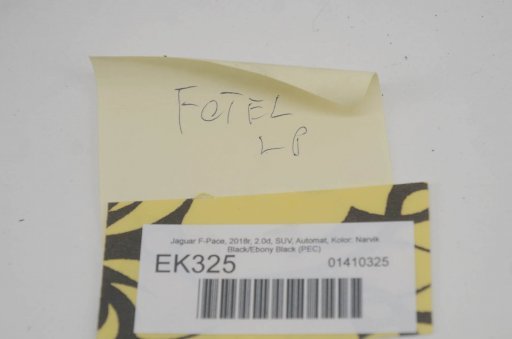 FOTEL
LP
Jaguar F-Pace, 2018r, 2.0d, SUV, Automat, Kolor: Narvik
Black/Ebony Black (PEC)
EK325
01410325